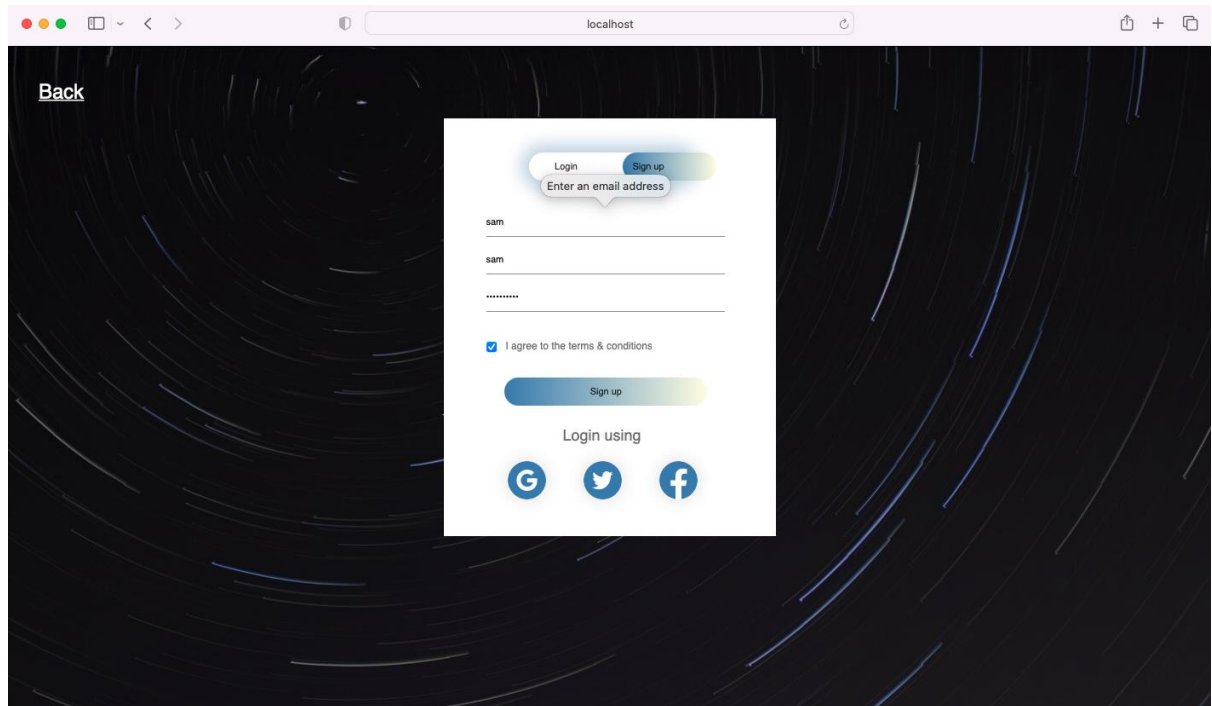 localhost
Back
Login Sign up
Enter an email address
sam
sam
••••••••••
I agree to the terms & conditions
Sign up
Login using